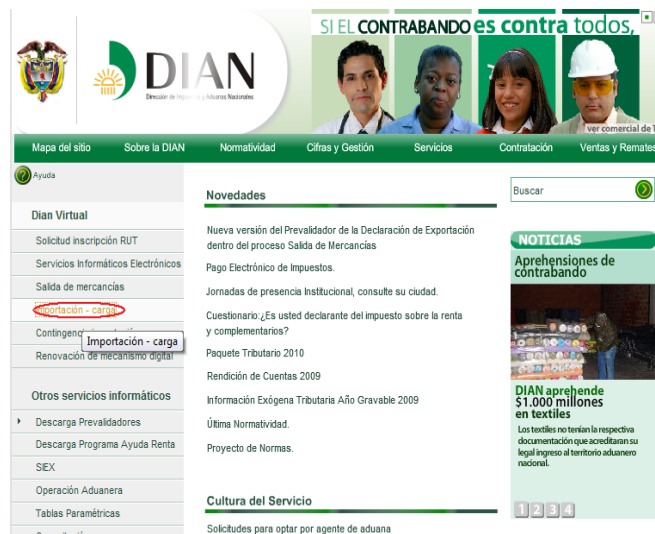 SI EL CONTRABANDO es contra todos,
DIAN
Dirección de Impuestos y Aduanas Nacionales
ver comercial de
Mapa del sitio
Sobre la DIAN
Normatividad
Cifras y Gestión
Servicios
Contratación
Ventas y Remates
Ayuda
Dian Virtual
Solicitud inscripción RUT
Servicios Informáticos Electrónicos
Salida de mercancías
Importación - carga
Importación - carga
Renovación de mecanismo digital
Otros servicios informáticos
Descarga Prevalidadores
Descarga Programa Ayuda Renta
SIEX
Operación Aduanera
Tablas Paramétricas
Novedades
Nueva versión del Prevalidador de la Declaración de Exportación
dentro del proceso Salida de Mercancías
Pago Electrónico de Impuestos.
Jornadas de presencia Institucional, consulte su ciudad.
Cuestionario:¿Es usted declarante del impuesto sobre la renta
y complementarios?
Paquete Tributario 2010
Rendición de Cuentas 2009
Información Exógena Tributaria Año Gravable 2009
Última Normatividad.
Proyecto de Normas.
Cultura del Servicio
Solicitudes para optar por agente de aduana
Buscar
NOTICIAS
Aprehensiones de
contrabando
DIAN aprehende
$1.000 millones
en textiles
Los textiles no tenían la respectiva
documentación que acreditaran su
legal ingreso al territorio aduanero
nacional.
1 2 3 4